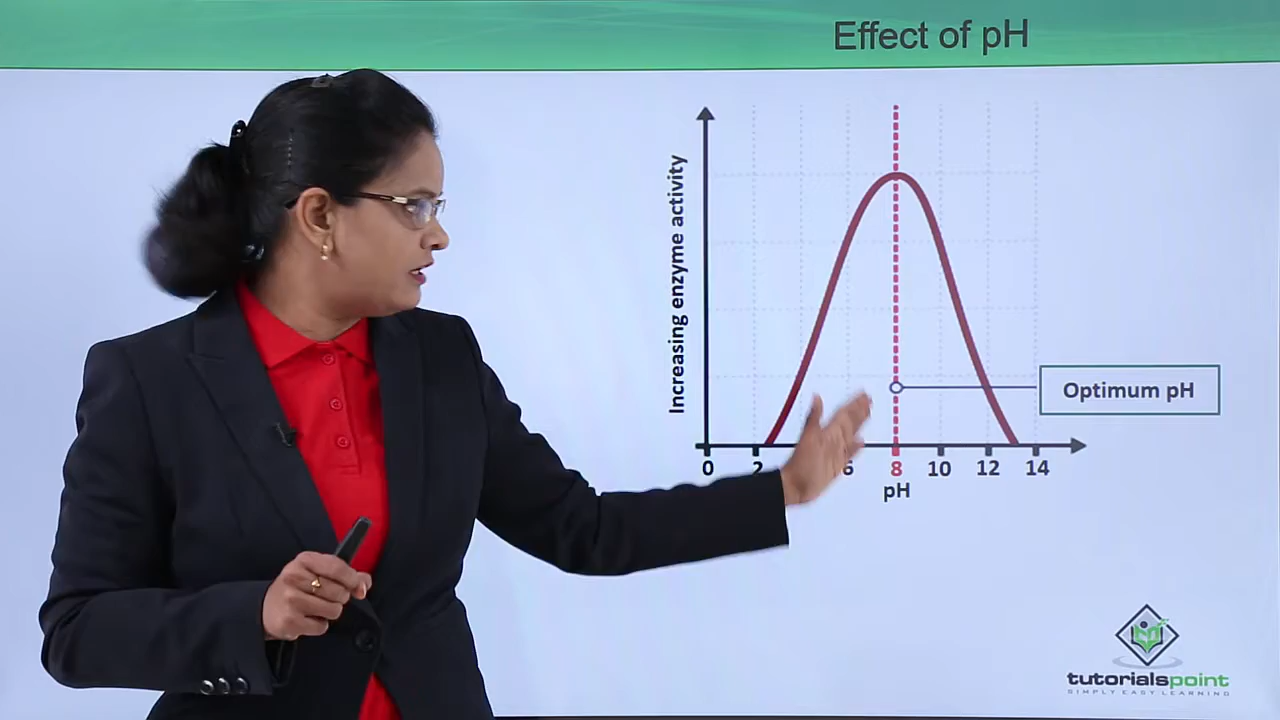 Effect of pH
Increasing enzyme activity
Optimum pH
0 2 6 8 10 12 14
pH
tutorialspoint
SIMPLY EASY LEARNING